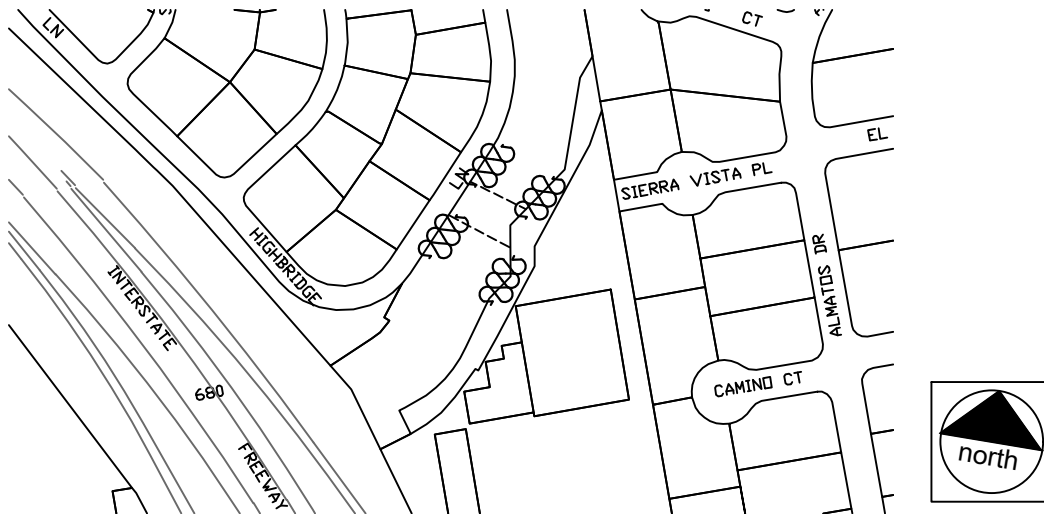 LN
CT
EL
LN
SIERRA VISTA PL
HIGHBRIDGE
ALMATOS DR
INTERSTATE
680
CAMINO CT
FREEWAY
north